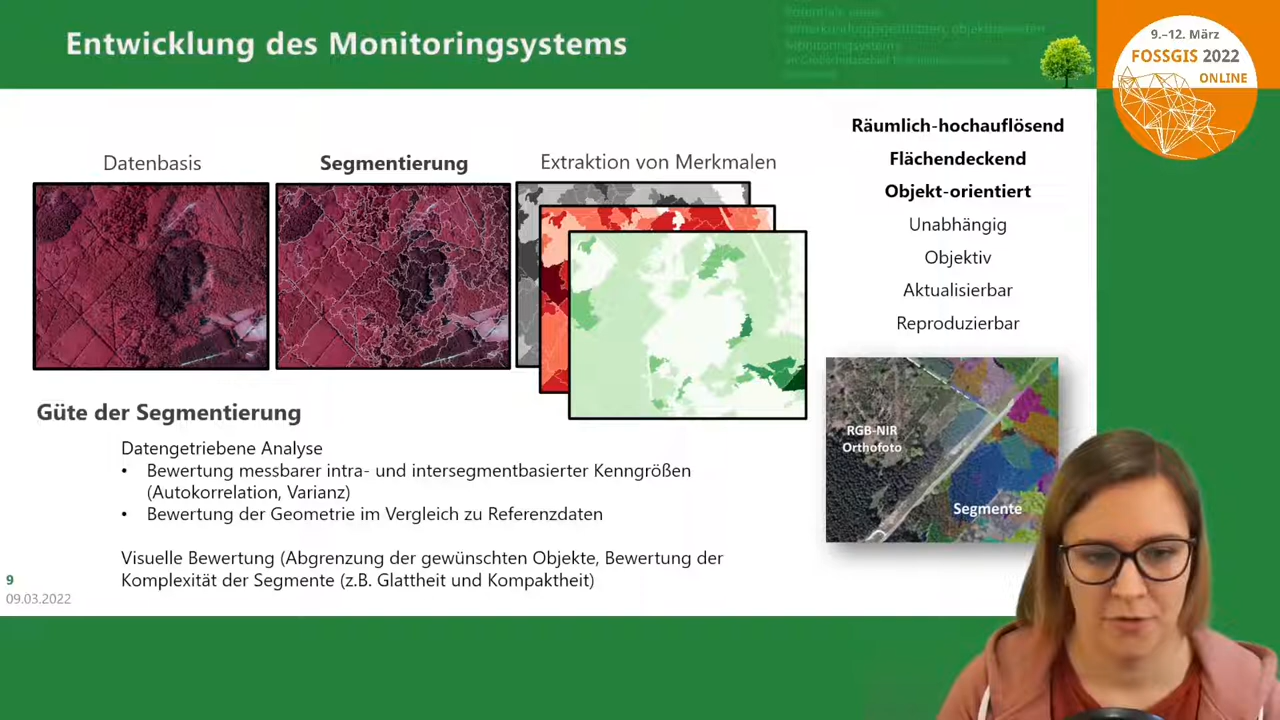 Entwicklung des Monitoringsystems
9.–12. März
FOSSGIS 2022
ONLINE
Datenbasis
Segmentierung
Extraktion von Merkmalen
Räumlich-hochauflösend
Flächendeckend
Objekt-orientiert
Unabhängig
Objektiv
Aktualisierbar
Reproduzierbar
RGB-NIR
Orthofoto
Segmente
Güte der Segmentierung
Datengetriebene Analyse
• Bewertung messbarer intra- und intersegmentbasierter Kenngrößen
(Autokorrelation, Varianz)
• Bewertung der Geometrie im Vergleich zu Referenzdaten
Visuelle Bewertung (Abgrenzung der gewünschten Objekte, Bewertung der
Komplexität der Segmente (z.B. Glattheit und Kompaktheit)
9
09.03.2022